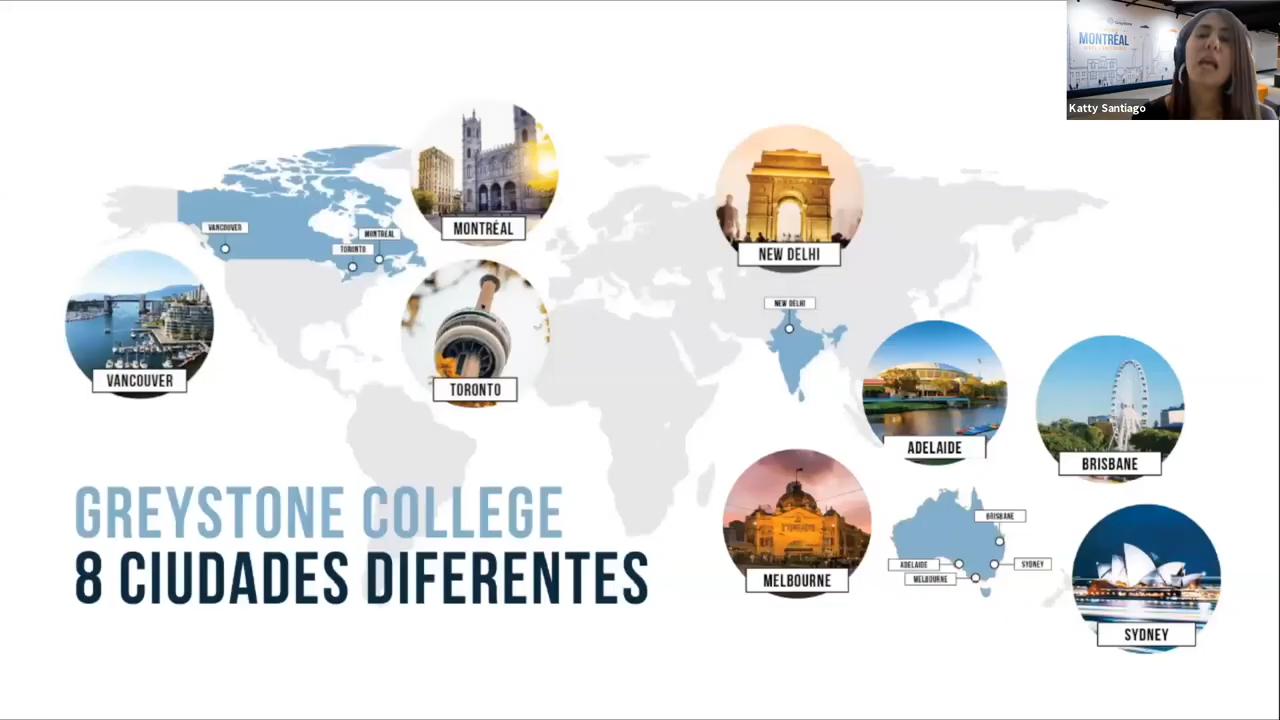 MONTRÉAL
Katty Santiago
MONTRÉAL
NEW DELHI
VANCOUVER
MONTRÉAL
TORONTO
VANCOUVER
TORONTO
NEW DELHI
ADELAIDE
BRISBANE
GREYSTONE COLLEGE
8 CIUDADES DIFERENTES
MELBOURNE
BRISBANE
ADELAIDE
SYDNEY
MELBOURNE
SYDNEY